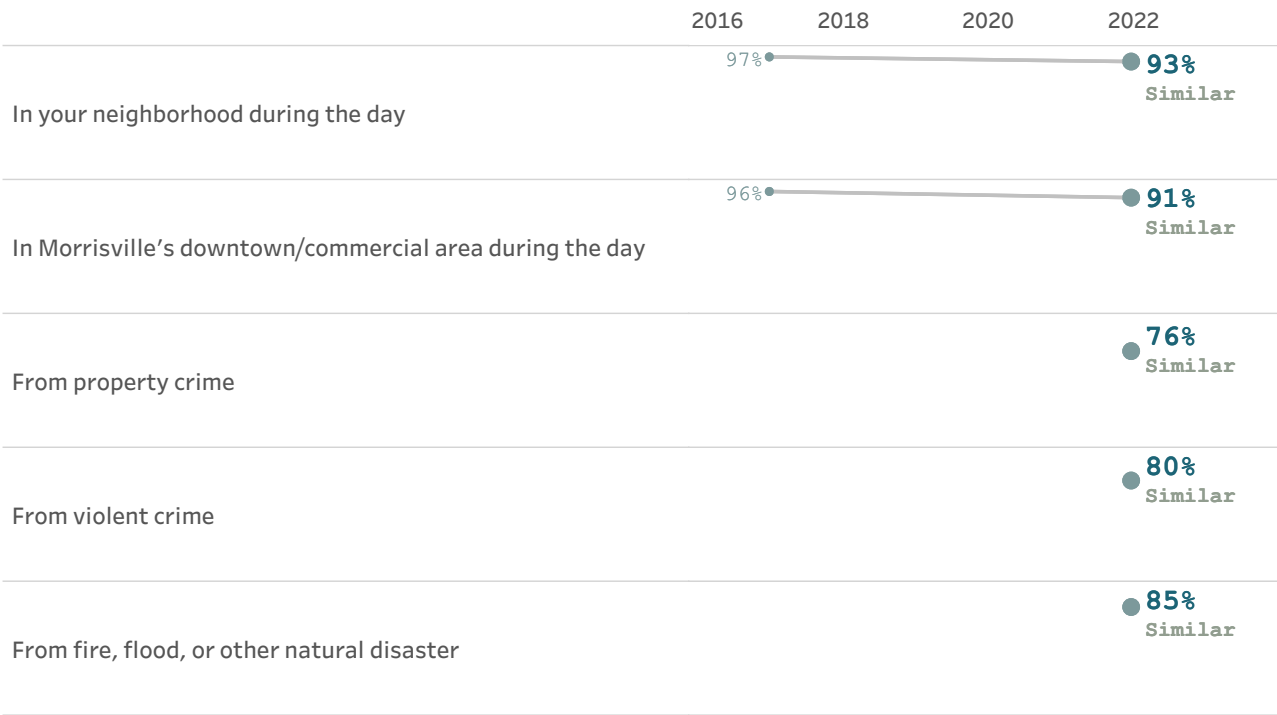 2016 2018 2020 2022
97% 93%
Similar
In your neighborhood during the day
96% 91%
Similar
In Morrisville's downtown/commercial area during the day
76%
Similar
From property crime
80%
Similar
From violent crime
85%
Similar
From fire, flood, or other natural disaster